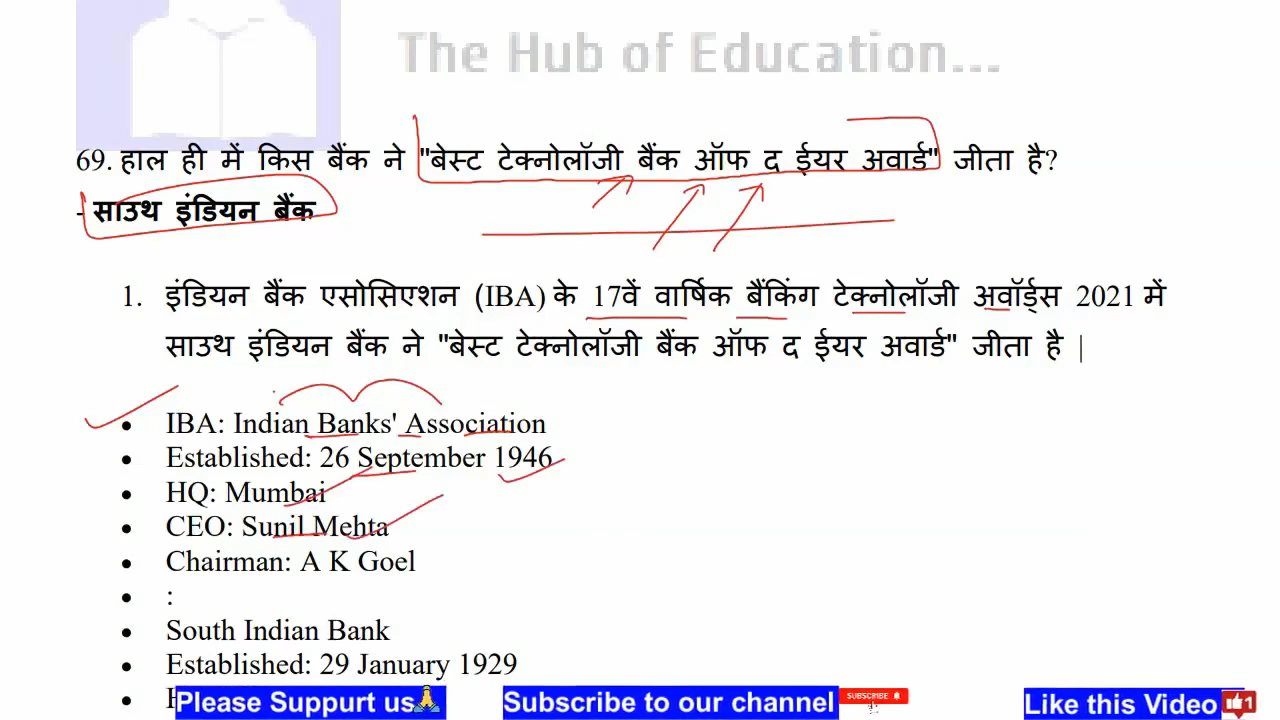 The Hub of Education...
69. हाल ही में किस बैंक ने "बेस्ट टेक्नोलॉजी बैंक ऑफ द ईयर अवार्ड" जीता है?
- साउथ इंडियन बैंक
1. इंडियन बैंक एसोसिएशन (IBA) के 17वें वार्षिक बैंकिंग टेक्नोलॉजी अवॉर्ड्स 2021 में
साउथ इंडियन बैंक ने "बेस्ट टेक्नोलॉजी बैंक ऑफ द ईयर अवार्ड" जीता है |
• IBA: Indian Banks' Association
• Established: 26 September 1946
• HQ: Mumbai
• CEO: Sunil Mehta
• Chairman: A K Goel
• :
• South Indian Bank
• Established: 29 January 1929
Please Suppurt us🙏 Subscribe to our channel SUBSCRIBE Like this Video